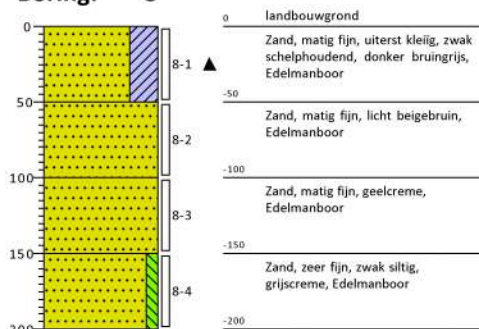 Boring:
0
50
100
150
200
8-1
8-2
8-3
8-4
0
landbouwgrond
Zand, matig fijn, uiterst kleiïg, zwak
schelphoudend, donker bruingrijs,
Edelmanboor
-50
Zand, matig fijn, licht beigebruin,
Edelmanboor
-100
Zand, matig fijn, geelcreme,
Edelmanboor
-150
Zand, zeer fijn, zwak siltig,
grijscreme, Edelmanboor
-200